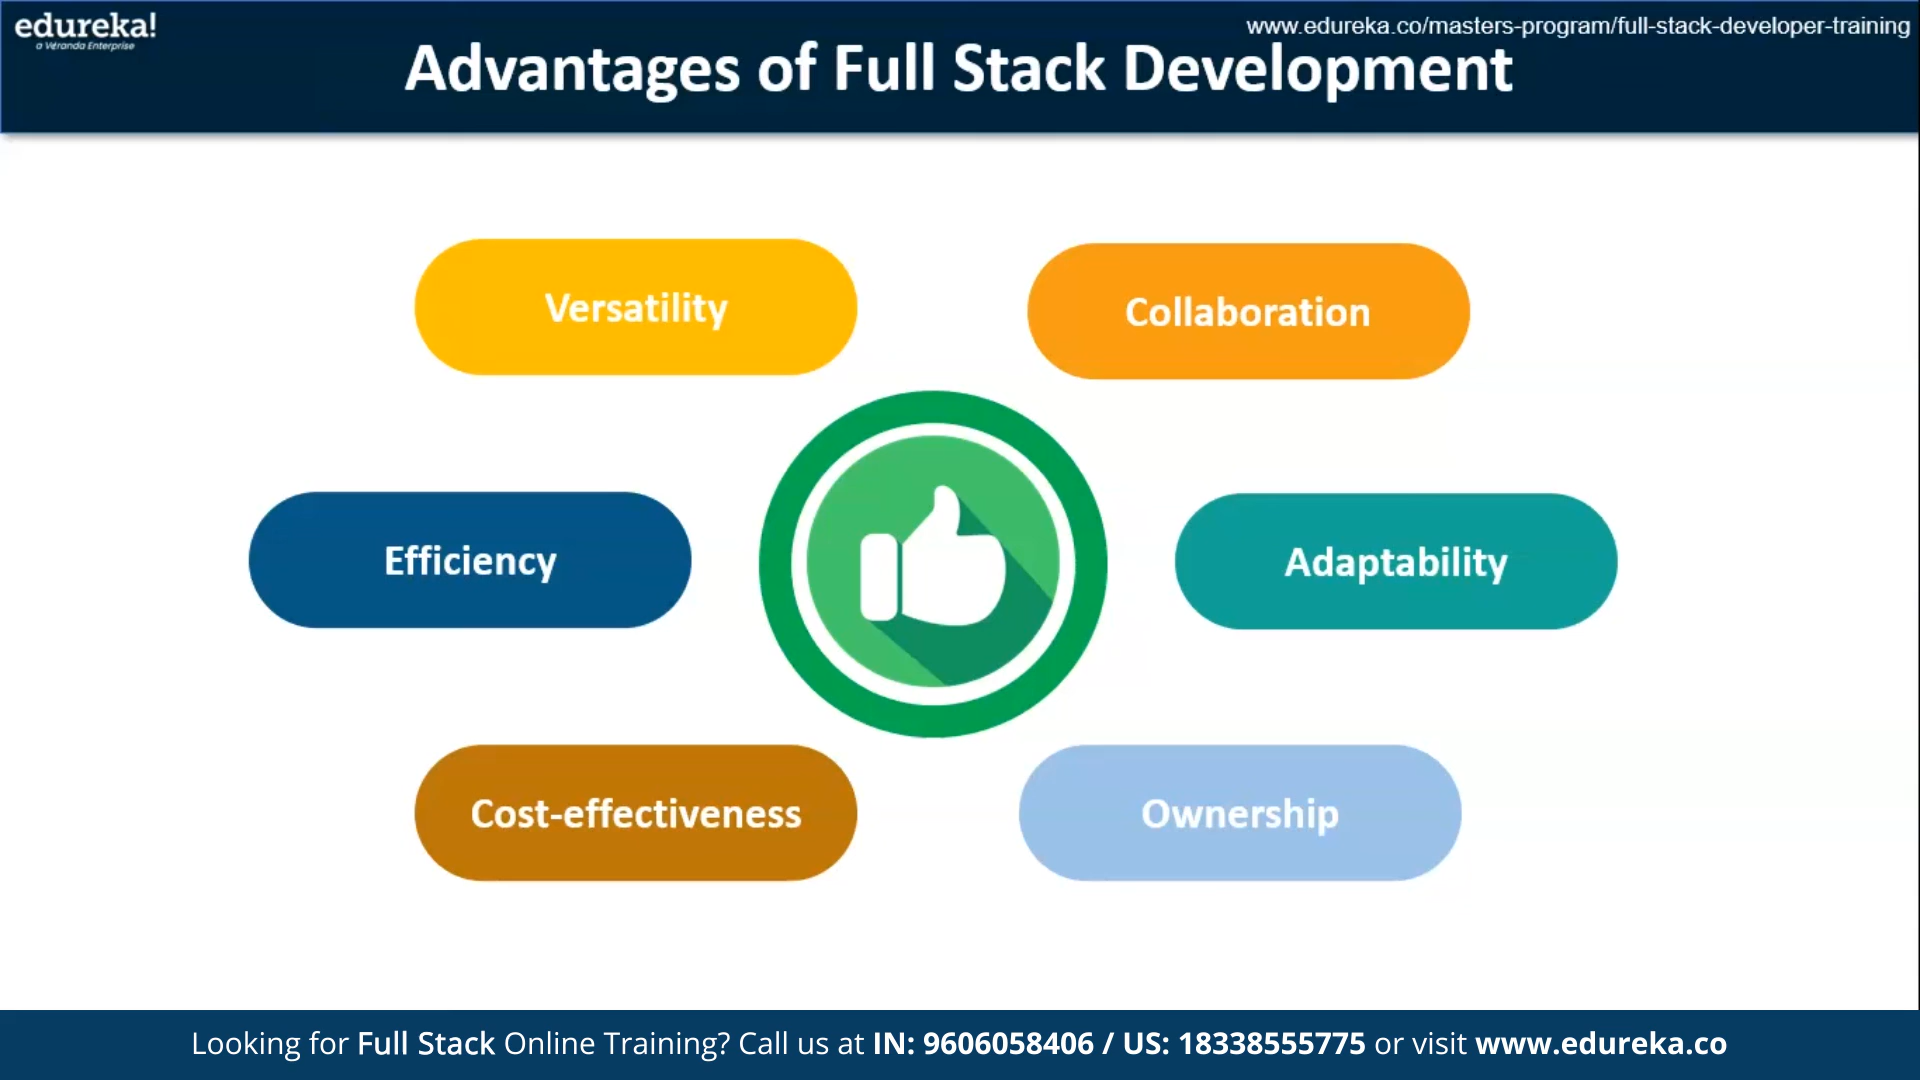 edureka!
a Veranda Enterprise
www.edureka.co/masters-program/full-stack-developer-training
Advantages of Full Stack Development
Versatility
Collaboration
Efficiency
Adaptability
Cost-effectiveness
Ownership
Looking for Full Stack Online Training? Call us at IN: 9606058406 / US: 18338555775 or visit www.edureka.co